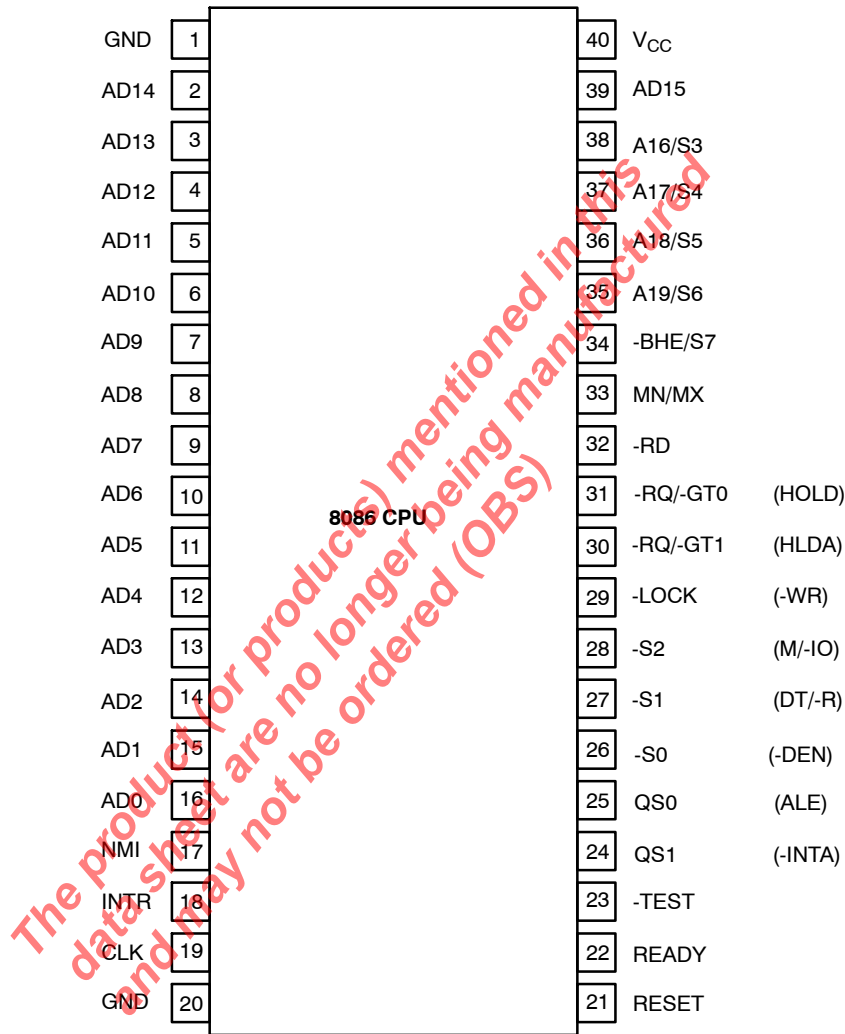 GND 1 40 VCC
AD14 2 39 AD15
AD13 3 38 A16/S3
AD12 4 37 A17/S4
AD11 5 36 A18/S5
AD10 6 35 A19/S6
AD9 7 34 -BHE/S7
AD8 8 33 MN/MX
AD7 9 32 -RD
AD6 10 31 -RQ/-GT0 (HOLD)
8086 CPU
AD5 11 30 -RQ/-GT1 (HLDA)
AD4 12 29 -LOCK (-WR)
AD3 13 28 -S2 (M/-IO)
AD2 14 27 -S1 (DT/-R)
AD1 15 26 -S0 (-DEN)
AD0 16 25 QS0 (ALE)
NMI 17 24 QS1 (-INTA)
INTR 18 23 -TEST
CLK 19 22 READY
GND 20 21 RESET
The product (or products) mentioned in this
data sheet are no longer being manufactured
and may not be ordered (OBS)